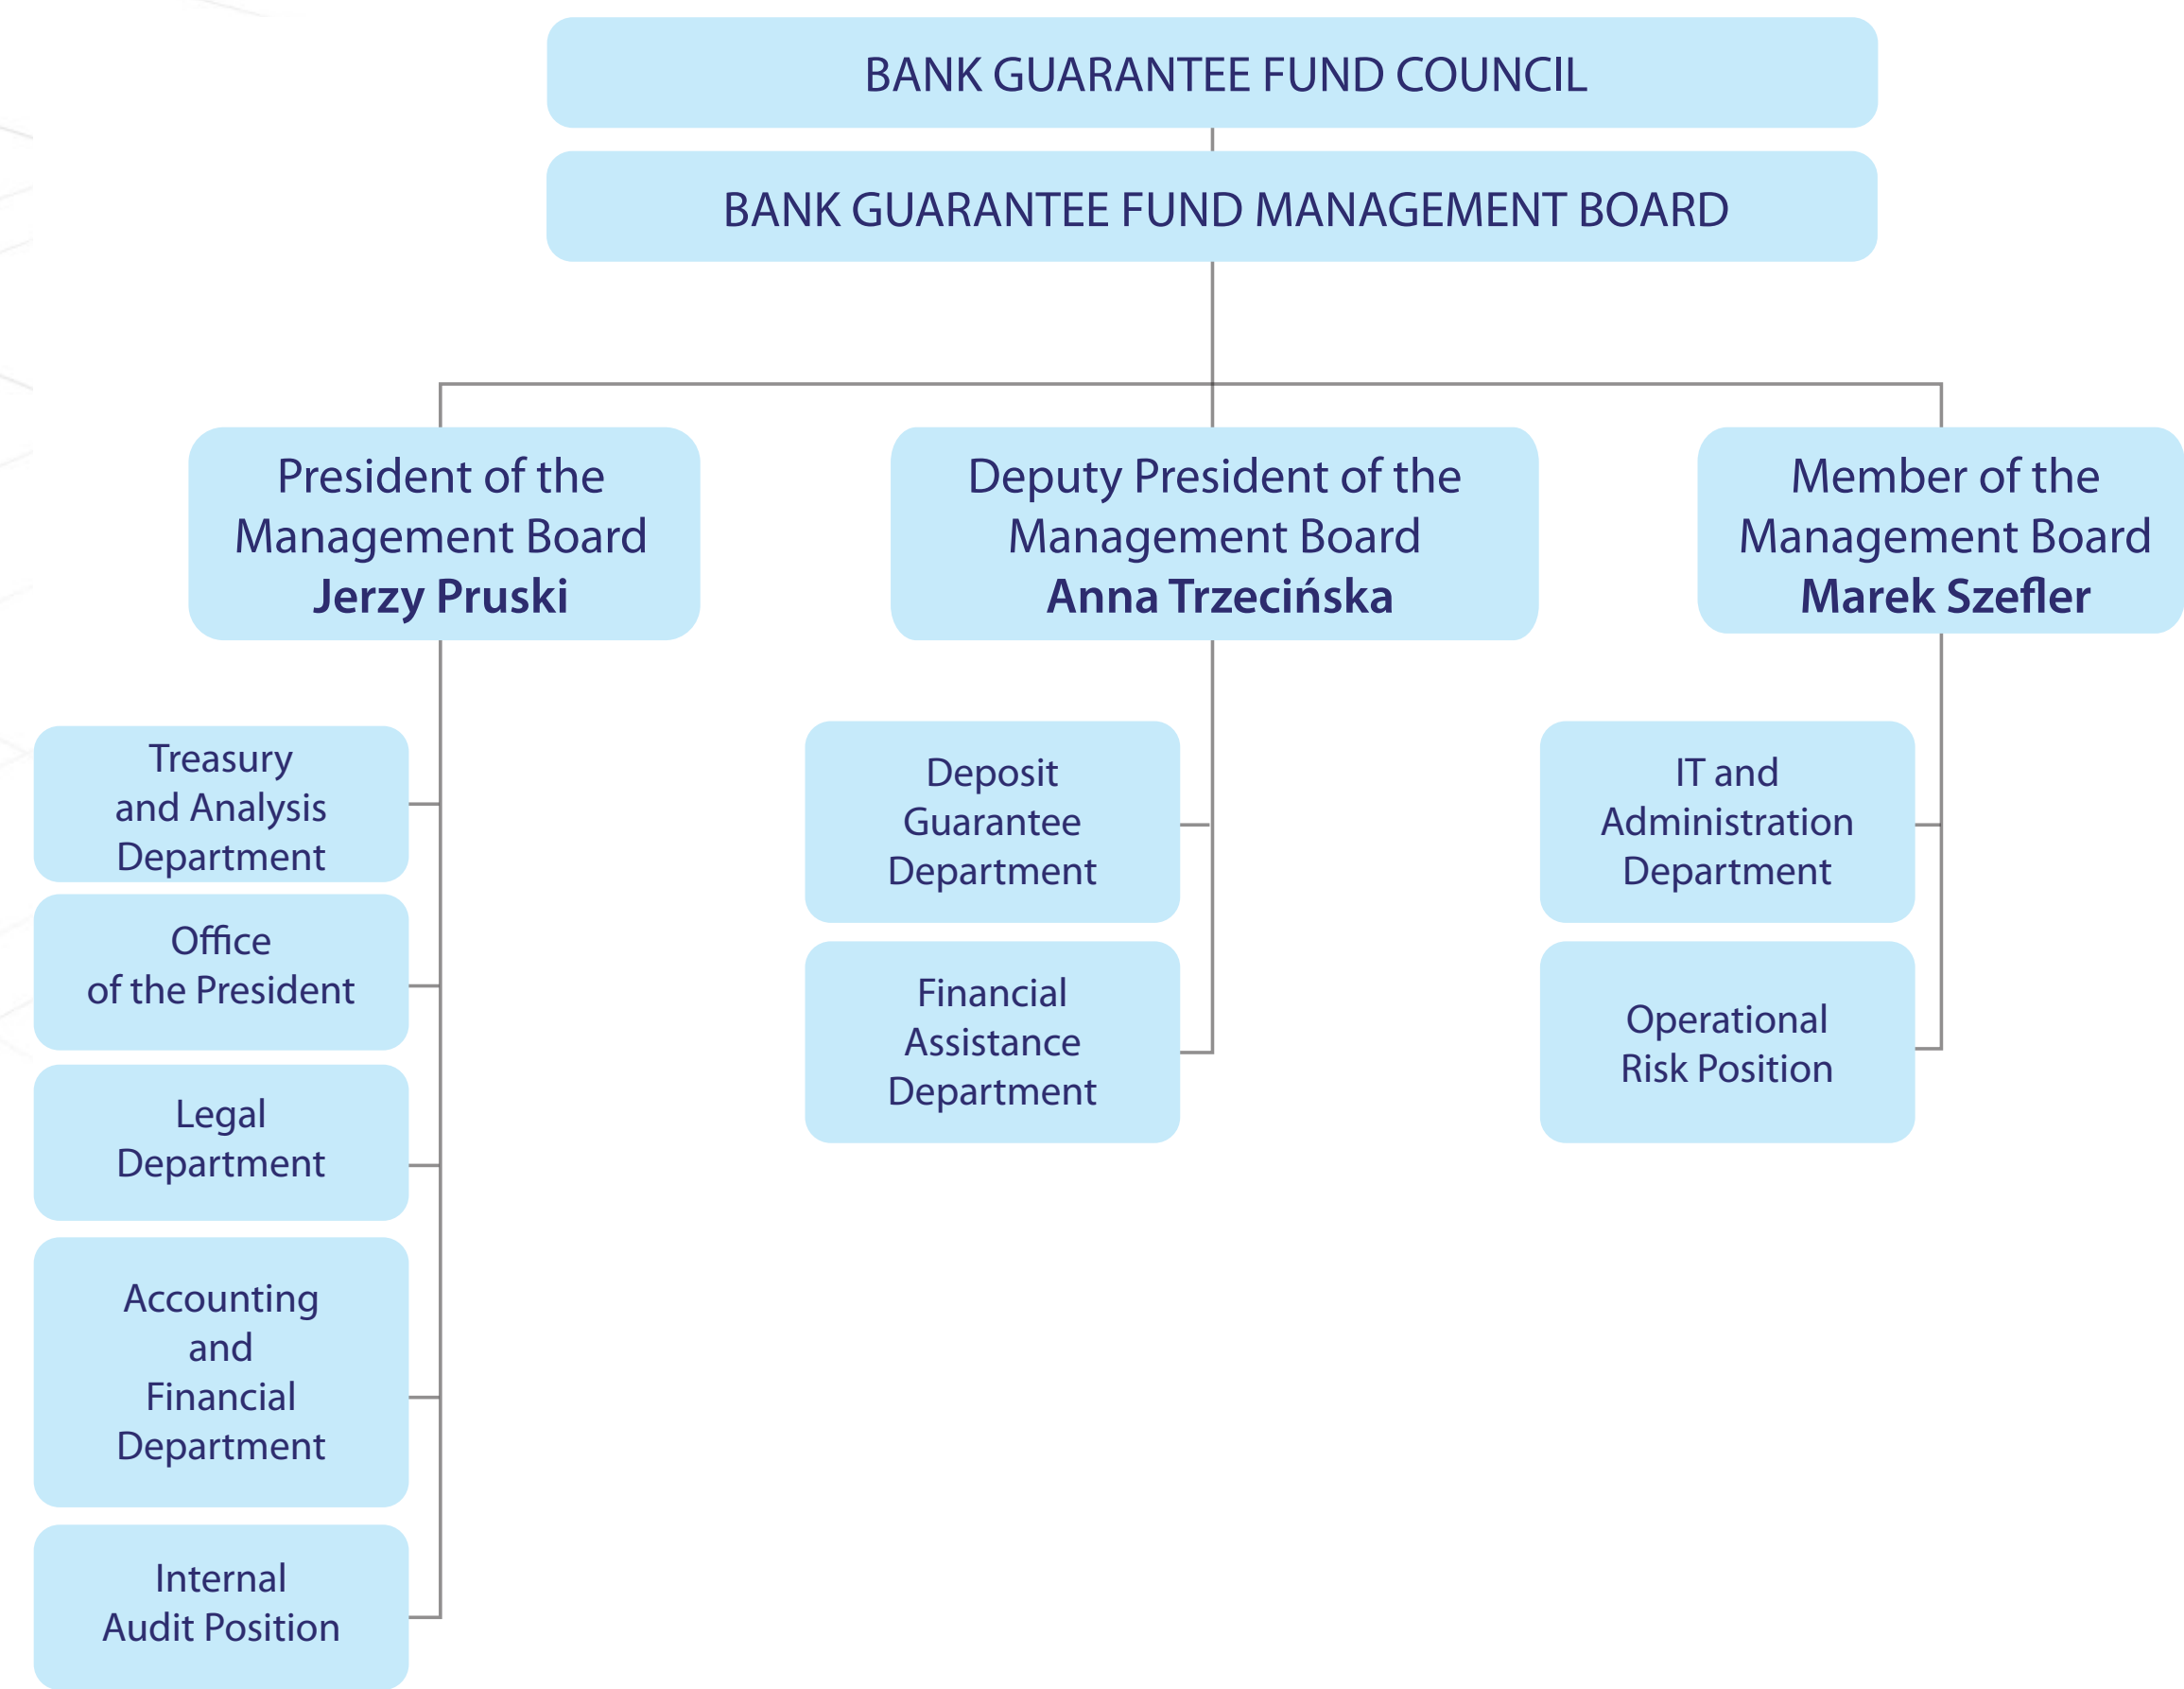 BANK GUARANTEE FUND COUNCIL
BANK GUARANTEE FUND MANAGEMENT BOARD
President of the
Management Board
Jerzy Pruski
Deputy President of the
Management Board
Anna Trzecińska
Member of the
Management Board
Marek Szefler
Treasury
and Analysis
Department
Office
of the President
Legal
Department
Accounting
and
Financial
Department
Internal
Audit Position
Deposit
Guarantee
Department
Financial
Assistance
Department
IT and
Administration
Department
Operational
Risk Position